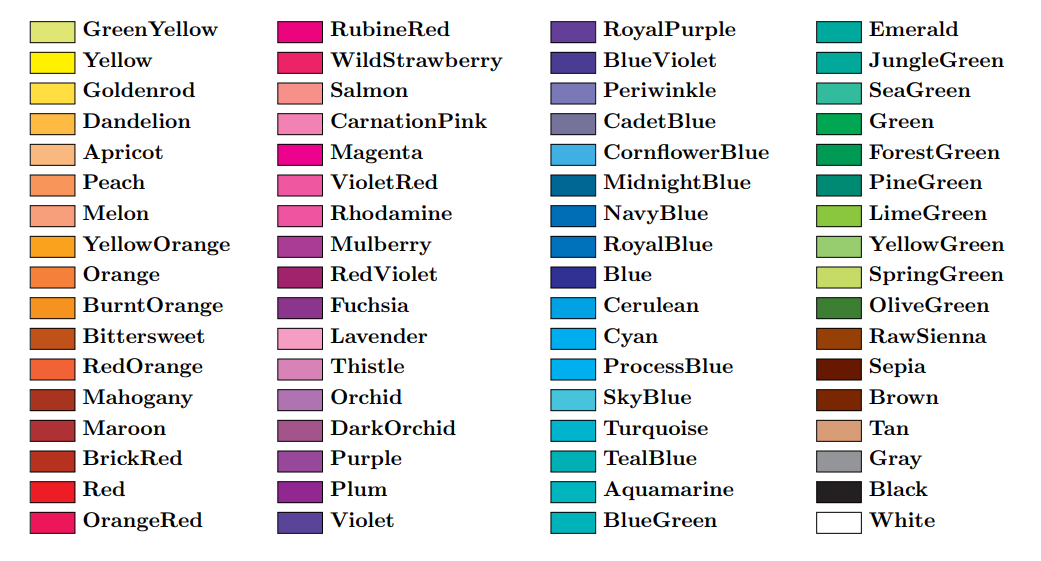 GreenYellow
Yellow
Goldenrod
Dandelion
Apricot
Peach
Melon
YellowOrange
Orange
BurntOrange
Bittersweet
RedOrange
Mahogany
Maroon
BrickRed
Red
OrangeRed
RubineRed
WildStrawberry
Salmon
CarnationPink
Magenta
VioletRed
Rhodamine
Mulberry
RedViolet
Fuchsia
Lavender
Thistle
Orchid
DarkOrchid
Purple
Plum
Violet
RoyalPurple
BlueViolet
Periwinkle
CadetBlue
CornflowerBlue
MidnightBlue
NavyBlue
RoyalBlue
Blue
Cerulean
Cyan
ProcessBlue
SkyBlue
Turquoise
TealBlue
Aquamarine
BlueGreen
Emerald
JungleGreen
SeaGreen
Green
ForestGreen
PineGreen
LimeGreen
YellowGreen
SpringGreen
OliveGreen
RawSienna
Sepia
Brown
Tan
Gray
Black
White